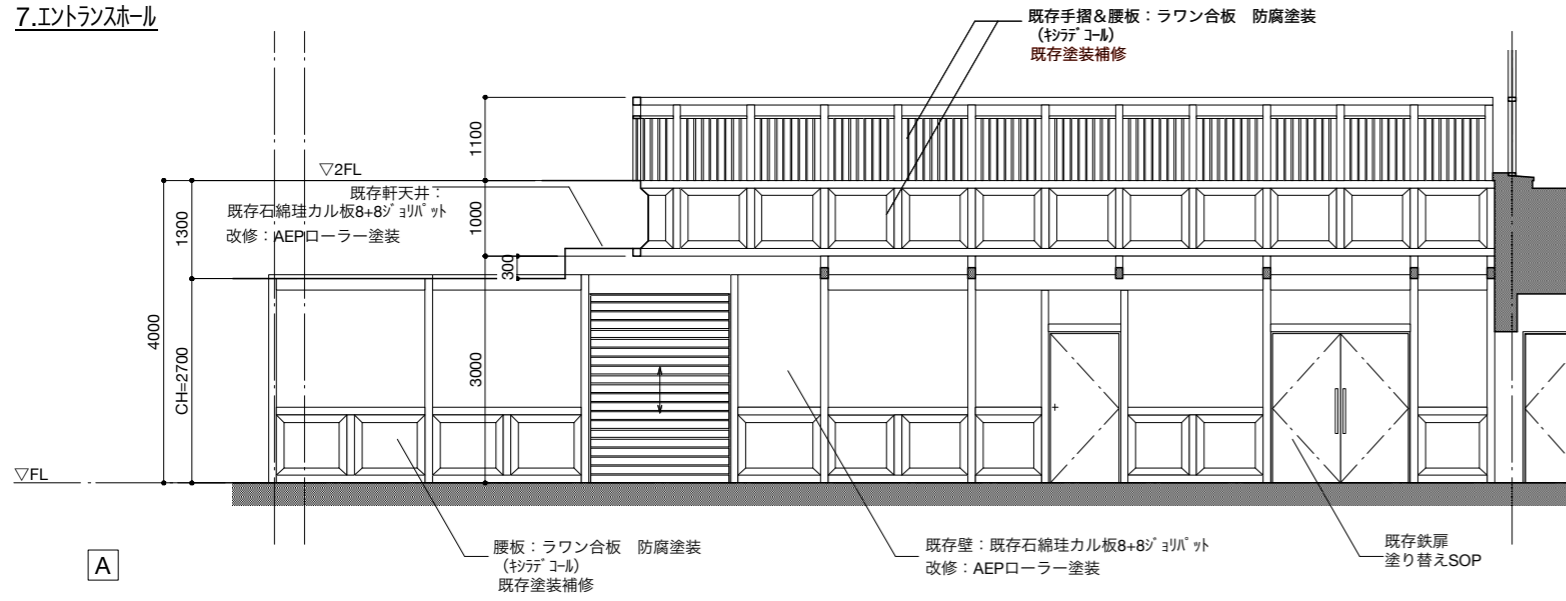 7.エントランスホール
既存手摺&腰板：ラワン合板　防腐塗装
(キシラデコール)
既存塗装補修
1100
▽2FL
既存軒天井：
既存石綿珪カル板8+8ジョリパット
改修：AEPローラー塗装
1300
1000
300
4000
CH=2700
3000
▽FL
腰板：ラワン合板　防腐塗装
(キシラデコール)
既存塗装補修
既存壁：既存石綿珪カル板8+8ジョリパット
改修：AEPローラー塗装
既存鉄扉
塗り替えSOP
A